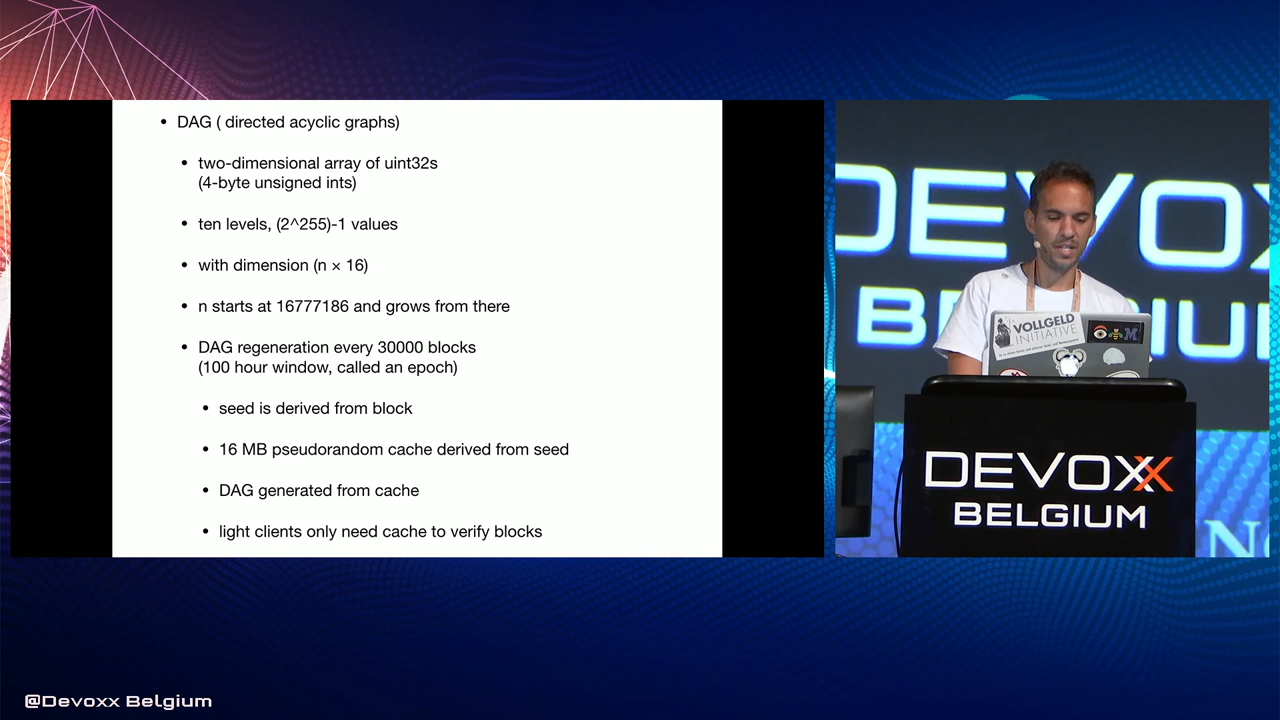 • DAG ( directed acyclic graphs)
• two-dimensional array of uint32s
(4-byte unsigned ints)
• ten levels, (2^255)-1 values
• with dimension (n × 16)
• n starts at 16777186 and grows from there
• DAG regeneration every 30000 blocks
(100 hour window, called an epoch)
• seed is derived from block
• 16 MB pseudorandom cache derived from seed
• DAG generated from cache
• light clients only need cache to verify blocks
DEVOX
BELGIU
VOLLGELD
INITIATIVE
M
DEVOXX
BELGIUM
@Devoxx Belgium